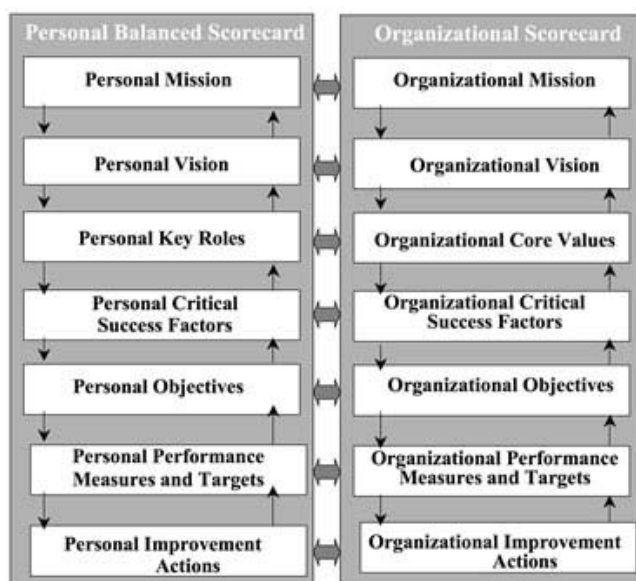 Personal Balanced Scorecard
Personal Mission
Personal Vision
Personal Key Roles
Personal Critical
Success Factors
Personal Objectives
Personal Performance
Measures and Targets
Personal Improvement
Actions
Organizational Scorecard
Organizational Mission
Organizational Vision
Organizational Core Values
Organizational Critical
Success Factors
Organizational Objectives
Organizational Performance
Measures and Targets
Organizational Improvement
Actions